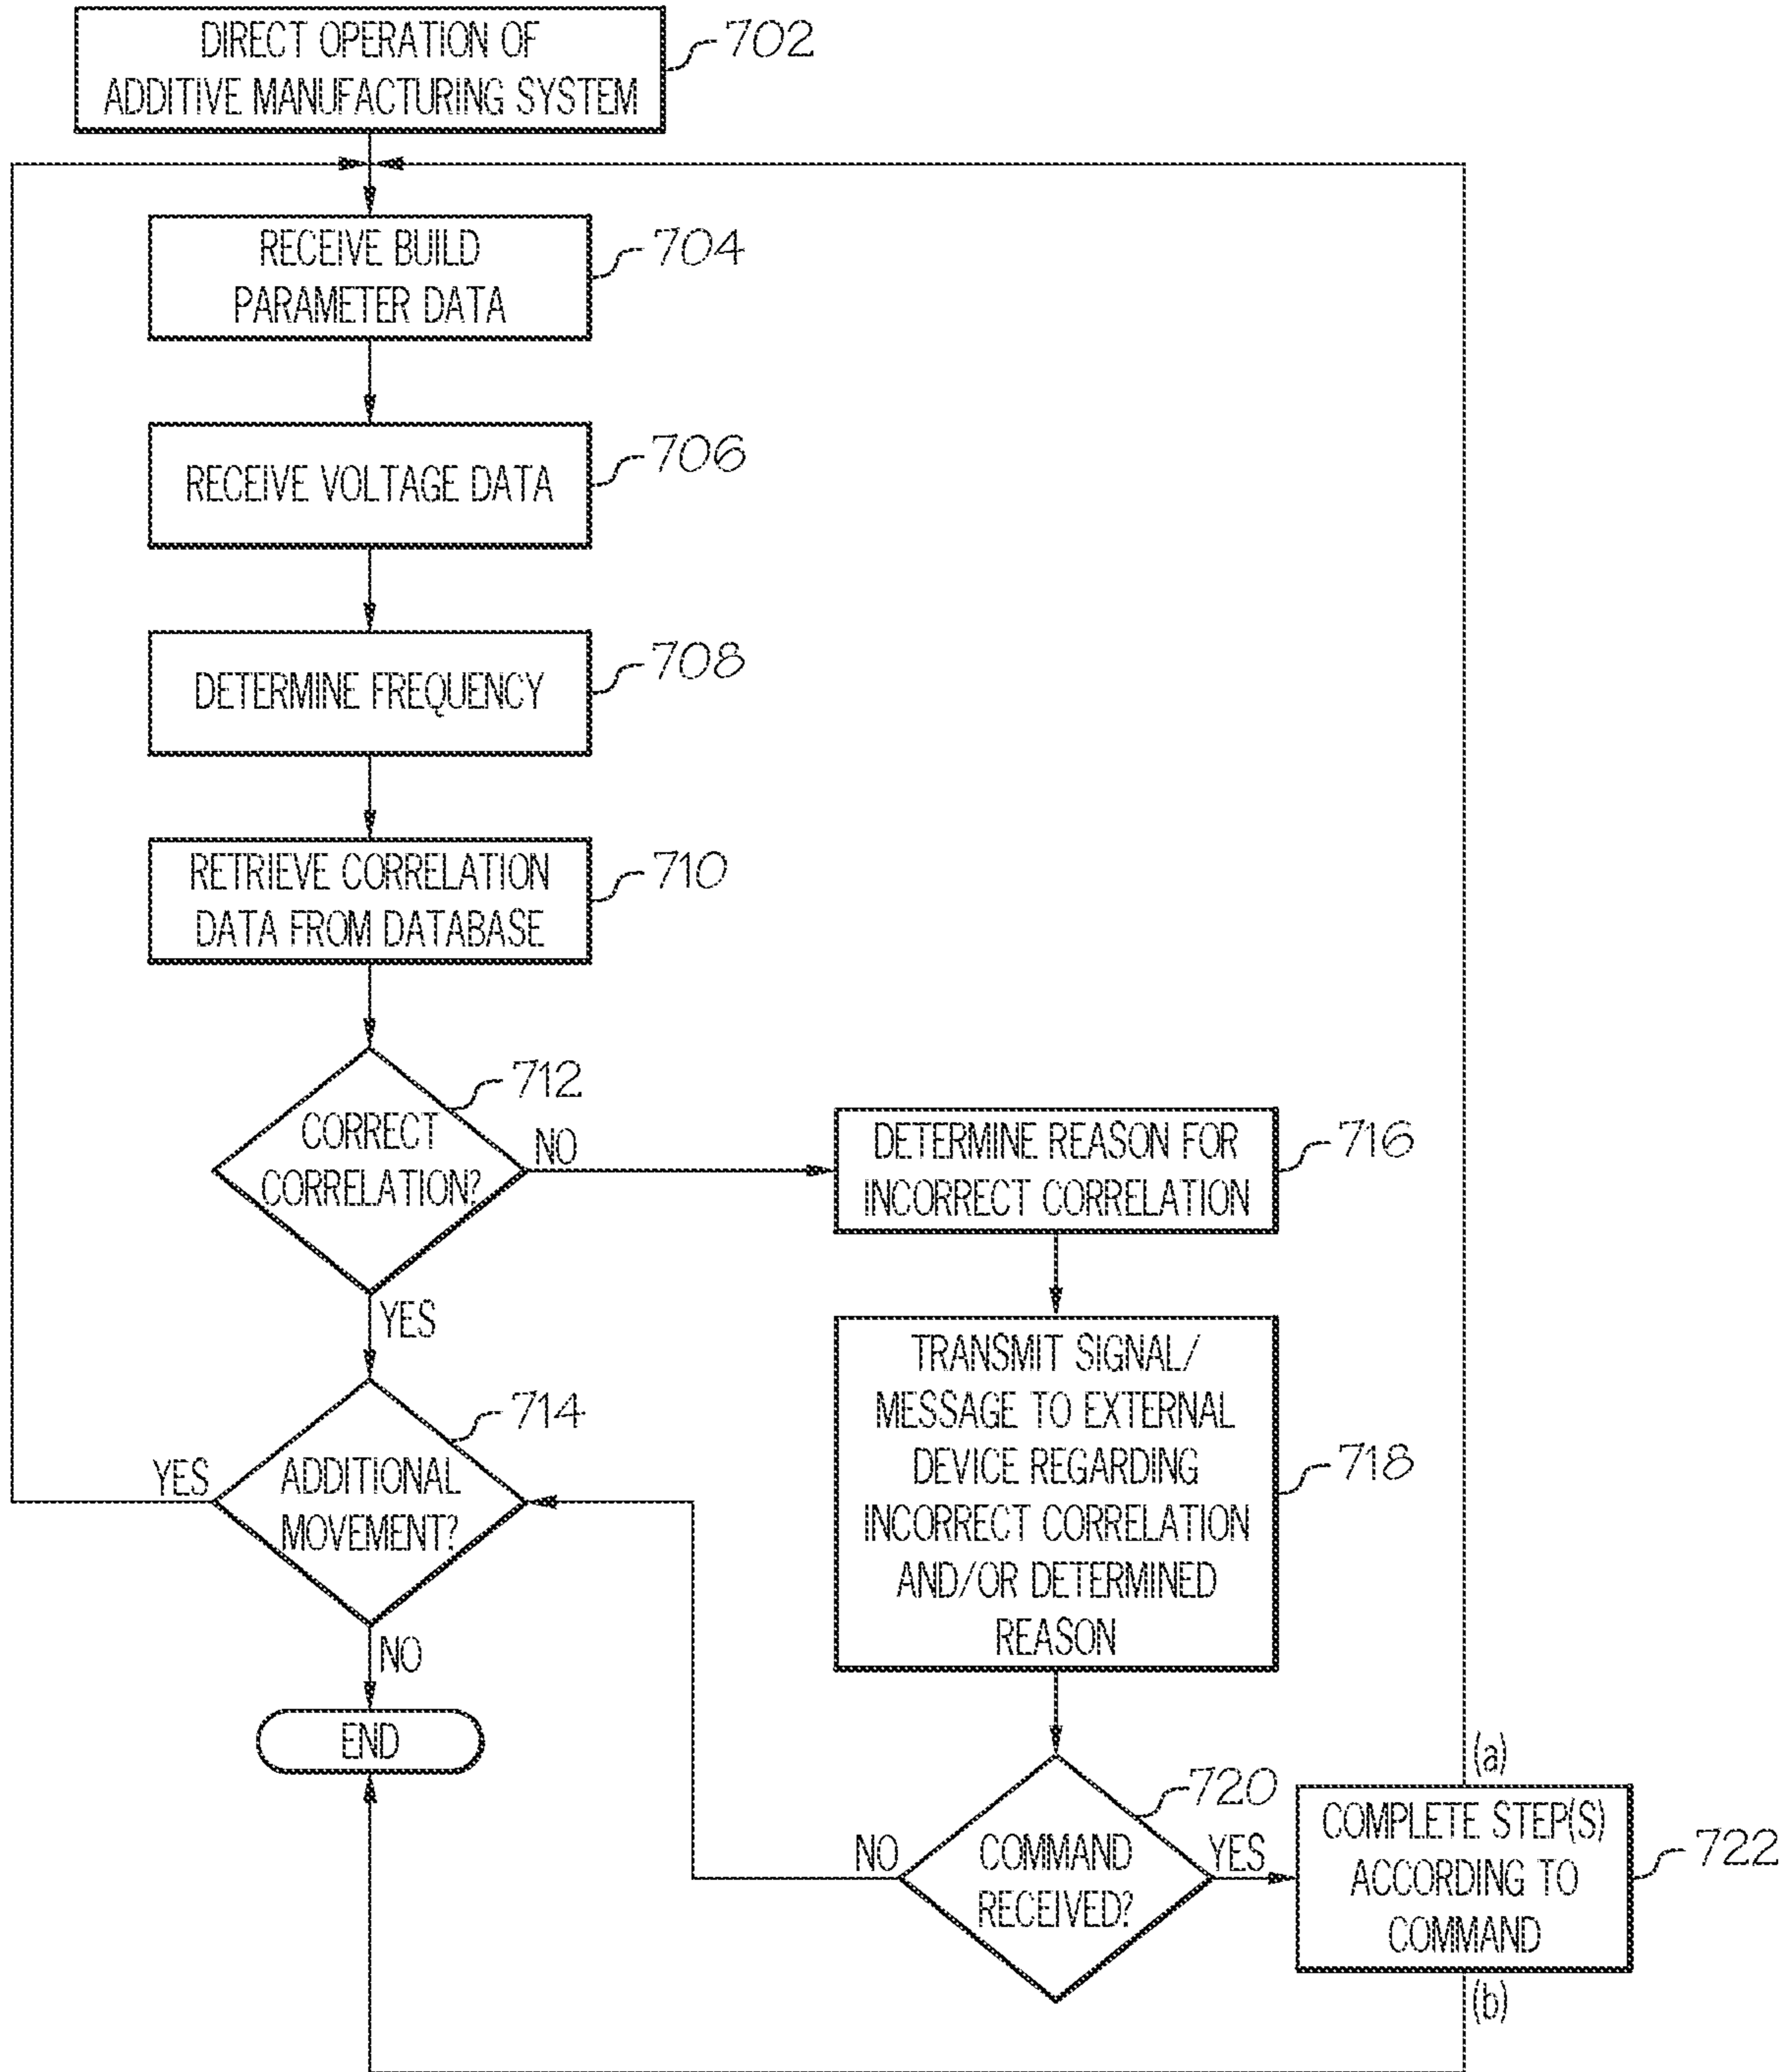 DIRECT OPERATION OF
ADDITIVE MANUFACTURING SYSTEM
702
RECEIVE BUILD
PARAMETER DATA
704
RECEIVE VOLTAGE DATA
706
DETERMINE FREQUENCY
708
RETRIEVE CORRELATION
DATA FROM DATABASE
710
712
CORRECT
CORRELATION?
NO
YES
DETERMINE REASON FOR
INCORRECT CORRELATION
716
TRANSMIT SIGNAL/
MESSAGE TO EXTERNAL
DEVICE REGARDING
INCORRECT CORRELATION
AND/OR DETERMINED
REASON
718
714
YES
ADDITIONAL
MOVEMENT?
NO
END
720
NO
COMMAND
RECEIVED?
YES
(a)
COMPLETE STEP(S)
ACCORDING TO
COMMAND
722
(b)